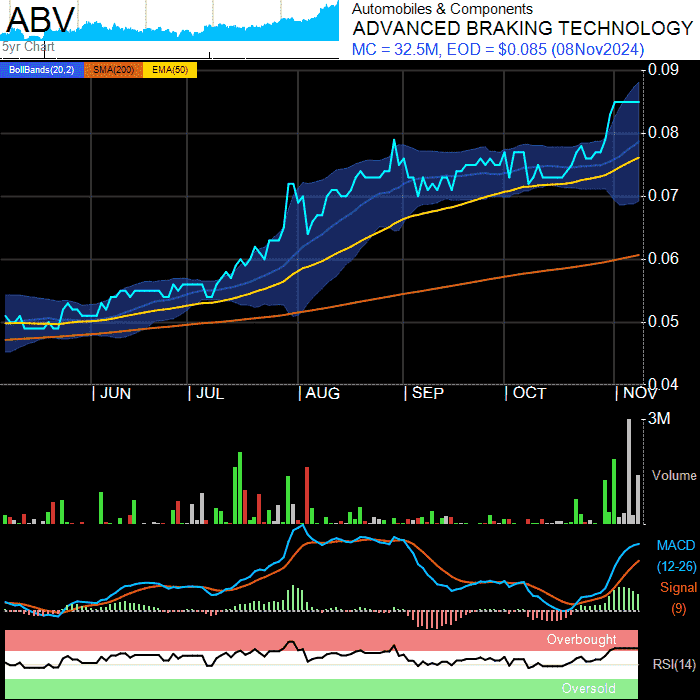 ABV
5yr Chart
Automobiles & Components
ADVANCED BRAKING TECHNOLOGY
MC = 32.5M, EOD = $0.085 (08Nov2024)
BollBands(20,2) SMA(200) EMA(50)
0.09
0.08
0.07
0.06
0.05
0.04
JUN JUL AUG SEP OCT NOV
3M
Volume
MACD
(12-26)
Signal
(9)
Overbought
RSI(14)
Oversold